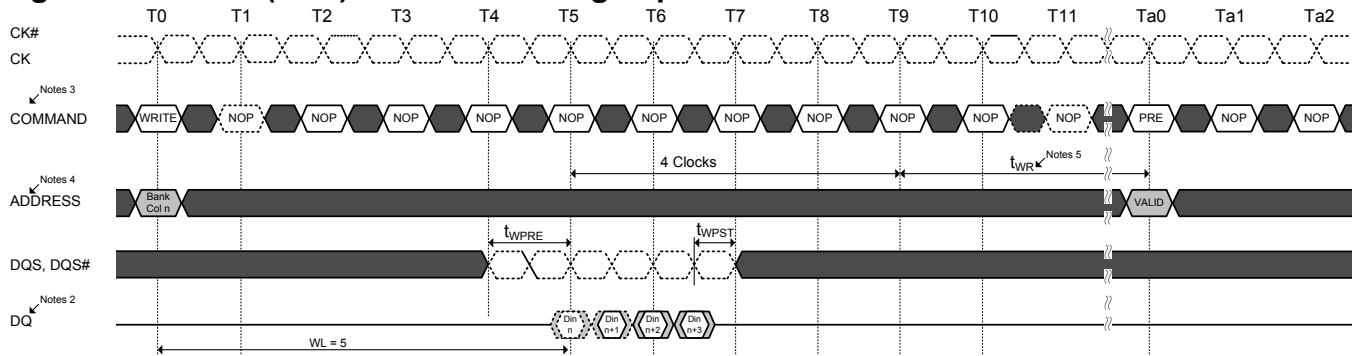 T0 T1 T2 T3 T4 T5 T6 T7 T8 T9 T10 T11 Ta0 Ta1 Ta2
CK#
CK
Notes 3
COMMAND
WRITE NOP NOP NOP NOP NOP NOP NOP NOP NOP NOP NOP PRE NOP NOP
4 Clocks
tWR
Notes 5
Notes 4
ADDRESS
Bank
Col n
VALID
tWPRE
tWPST
DQS, DQS#
Notes 2
DQ
Din
n
Din
n+1
Din
n+2
Din
n+3
WL = 5